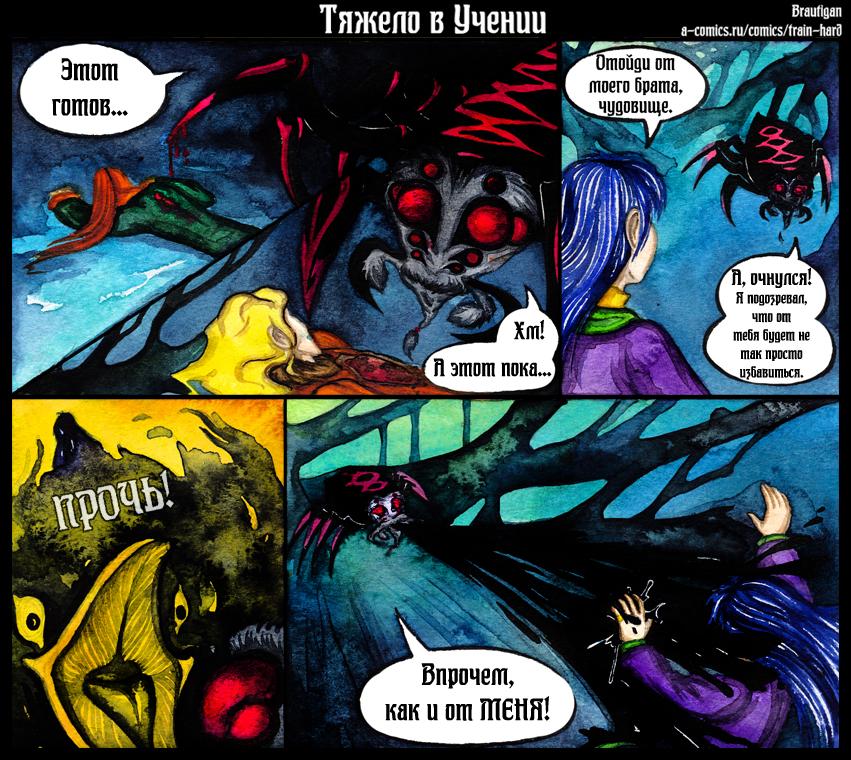 Тяжело в Учении
Brautigan
a-comics.ru/comics/train-hard
Этот
готов...
Хм!
А этот пока...
Отойди от
моего брата,
чудовище.
А, очнулся!
Я подозревал,
что от
тебя будет не
так просто
избавиться.
ПРОЧЬ!
Впрочем,
как и от МЕНЯ!